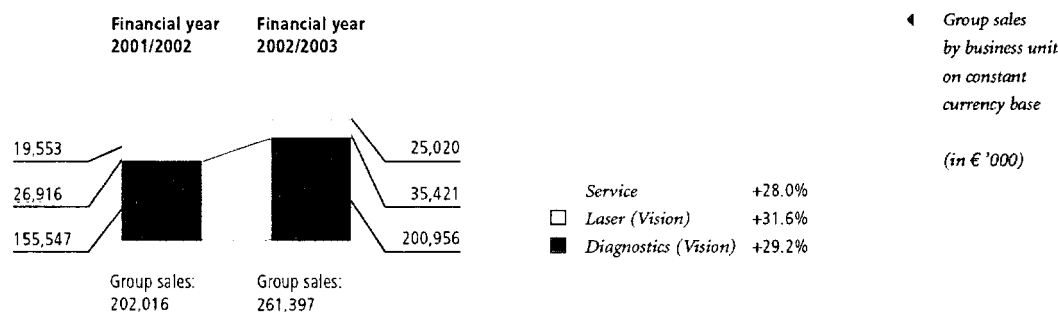 Financial year
2001/2002
Financial year
2002/2003
Group sales
by business unit
on constant
currency base
(in € '000)
19,553
26,916
155,547
25,020
35,421
200,956
Service +28.0%
Laser (Vision) +31.6%
Diagnostics (Vision) +29.2%
Group sales:
202,016
Group sales:
261,397